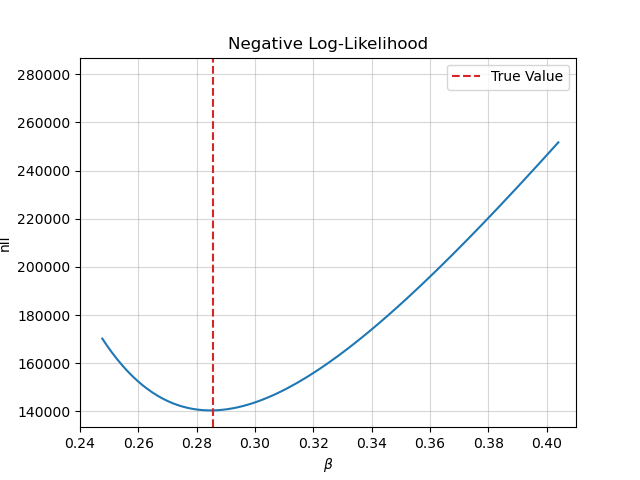 Negative Log-Likelihood
True Value
280000
260000
240000
220000
200000
180000
160000
140000
nll
0.24 0.26 0.28 0.30 0.32 0.34 0.36 0.38 0.40
β